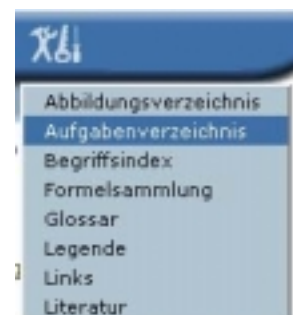 Abbildungsverzeichnis
Aufgabenverzeichnis
Begriffsindex
Formelsammlung
Glossar
Legende
Links
Literatur